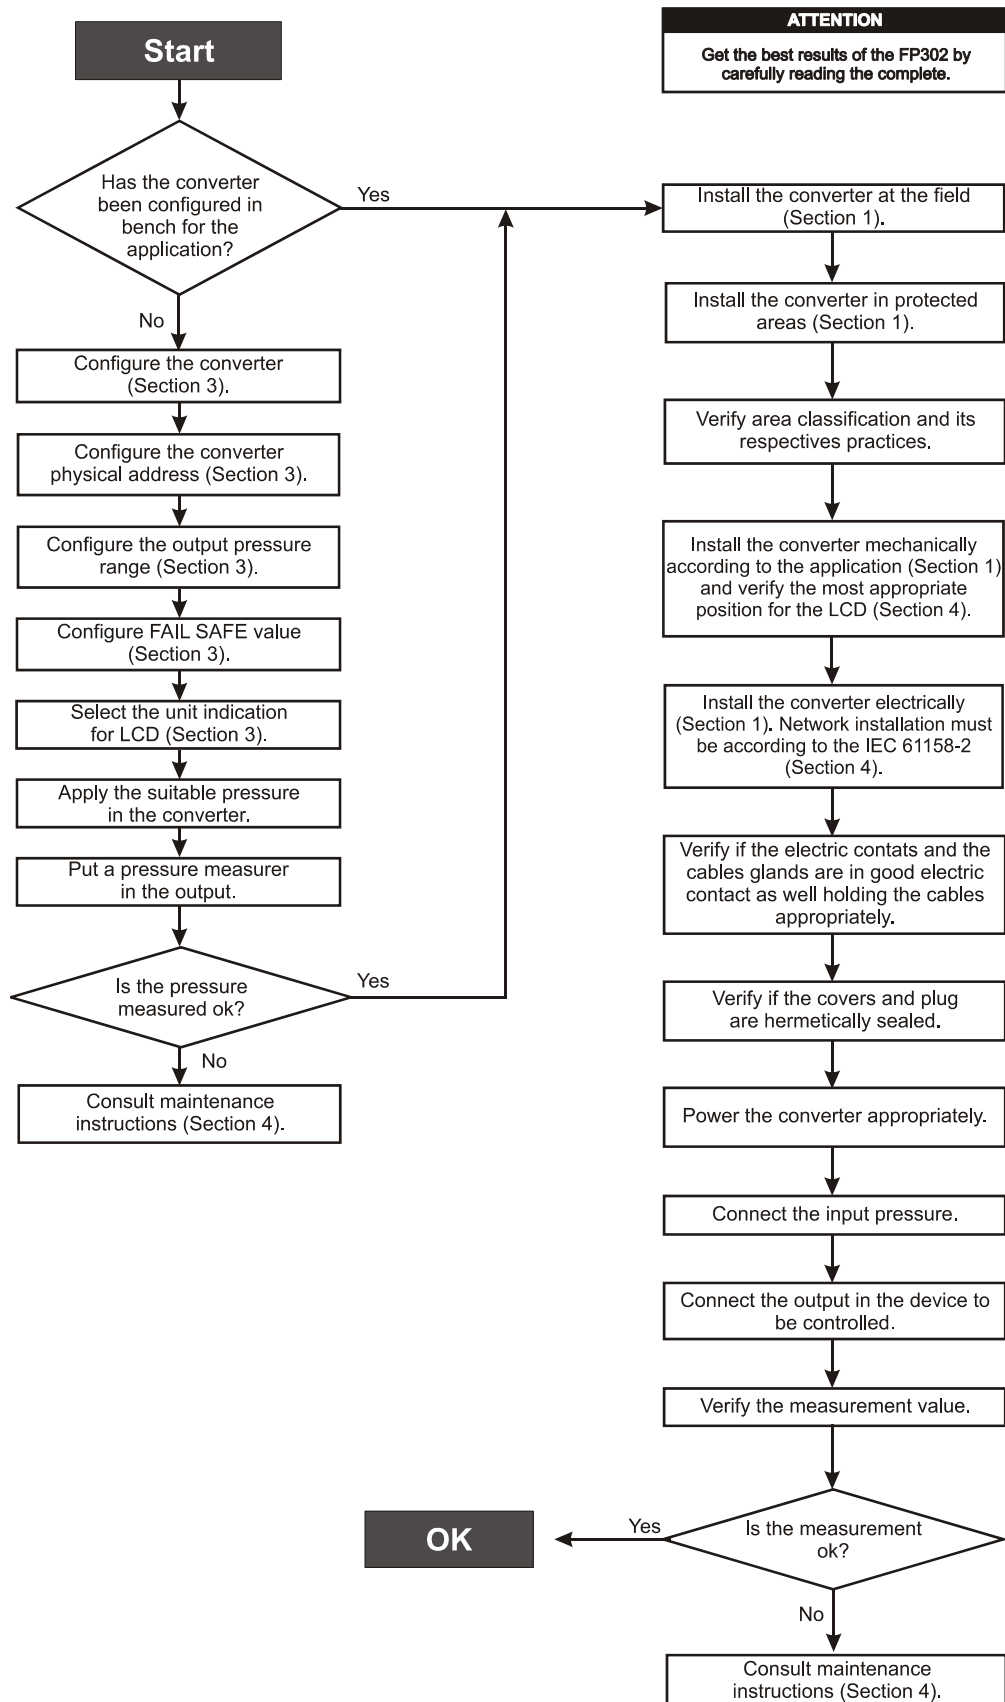 Start
Has the converter
been configured in
bench for the
application?
Yes
No
Configure the converter
(Section 3).
Configure the converter
physical address (Section 3).
Configure the output pressure
range (Section 3).
Configure FAIL SAFE value
(Section 3).
Select the unit indication
for LCD (Section 3).
Apply the suitable pressure
in the converter.
Put a pressure measurer
in the output.
Is the pressure
measured ok?
Yes
No
Consult maintenance
instructions (Section 4).
ATTENTION
Get the best results of the FP302 by
carefully reading the complete.
Install the converter at the field
(Section 1).
Install the converter in protected
areas (Section 1).
Verify area classification and its
respectives practices.
Install the converter mechanically
according to the application (Section 1)
and verify the most appropriate
position for the LCD (Section 4).
Install the converter electrically
(Section 1). Network installation must
be according to the IEC 61158-2
(Section 4).
Verify if the electric contats and the
cables glands are in good electric
contact as well holding the cables
appropriately.
Verify if the covers and plug
are hermetically sealed.
Power the converter appropriately.
Connect the input pressure.
Connect the output in the device to
be controlled.
Verify the measurement value.
Is the measurement
ok?
Yes
OK
No
Consult maintenance
instructions (Section 4).